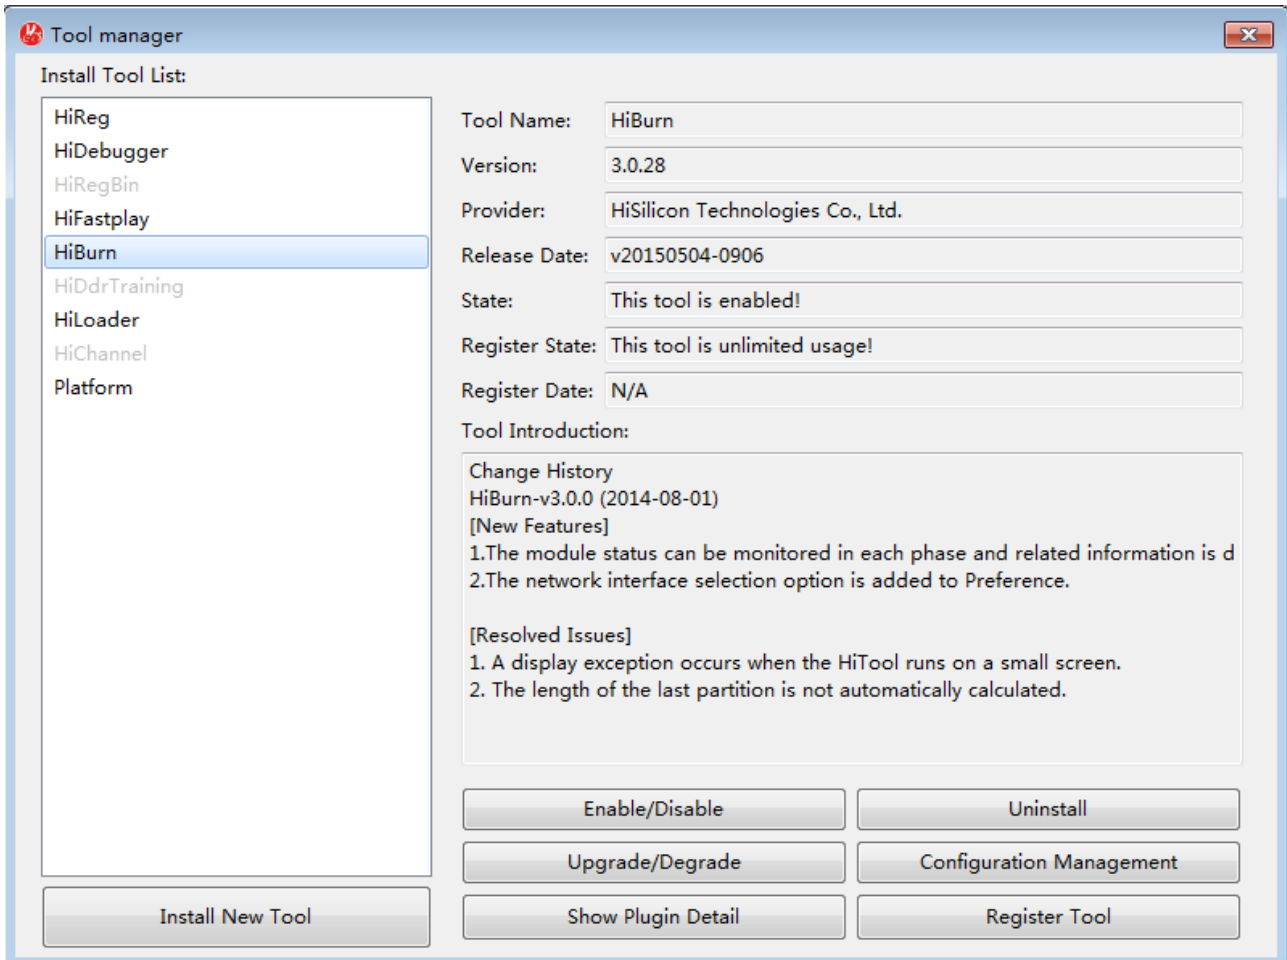 Tool manager
Install Tool List:
HiReg
HiDebugger
HiRegBin
HiFastplay
HiBurn
HiDdrTraining
HiLoader
HiChannel
Platform
Install New Tool
Tool Name: HiBurn
Version: 3.0.28
Provider: HiSilicon Technologies Co., Ltd.
Release Date: v20150504-0906
State: This tool is enabled!
Register State: This tool is unlimited usage!
Register Date: N/A
Tool Introduction:
Change History
HiBurn-v3.0.0 (2014-08-01)
[New Features]
1.The module status can be monitored in each phase and related information is d
2.The network interface selection option is added to Preference.
[Resolved Issues]
1. A display exception occurs when the HiTool runs on a small screen.
2. The length of the last partition is not automatically calculated.
Enable/Disable Uninstall
Upgrade/Degrade Configuration Management
Show Plugin Detail Register Tool